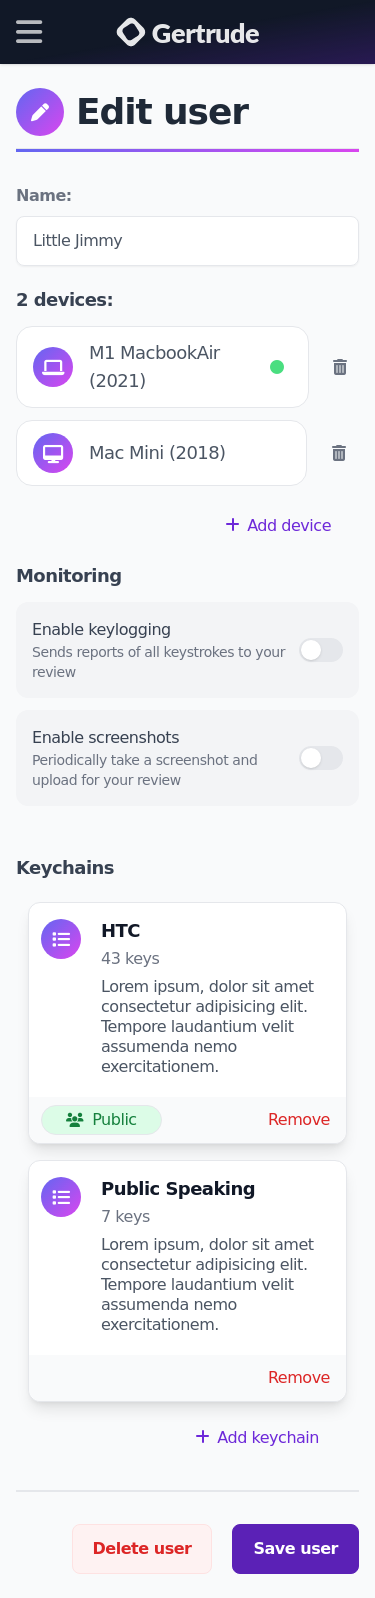 Gertrude
Edit user
Name:
Little Jimmy
2 devices:
M1 MacbookAir
(2021)
Mac Mini (2018)
+ Add device
Monitoring
Enable keylogging
Sends reports of all keystrokes to your
review
Enable screenshots
Periodically take a screenshot and
upload for your review
Keychains
HTC
43 keys
Lorem ipsum, dolor sit amet
consectetur adipisicing elit.
Tempore laudantium velit
assumenda nemo
exercitationem.
Public
Remove
Public Speaking
7 keys
Lorem ipsum, dolor sit amet
consectetur adipisicing elit.
Tempore laudantium velit
assumenda nemo
exercitationem.
Remove
+ Add keychain
Delete user
Save user